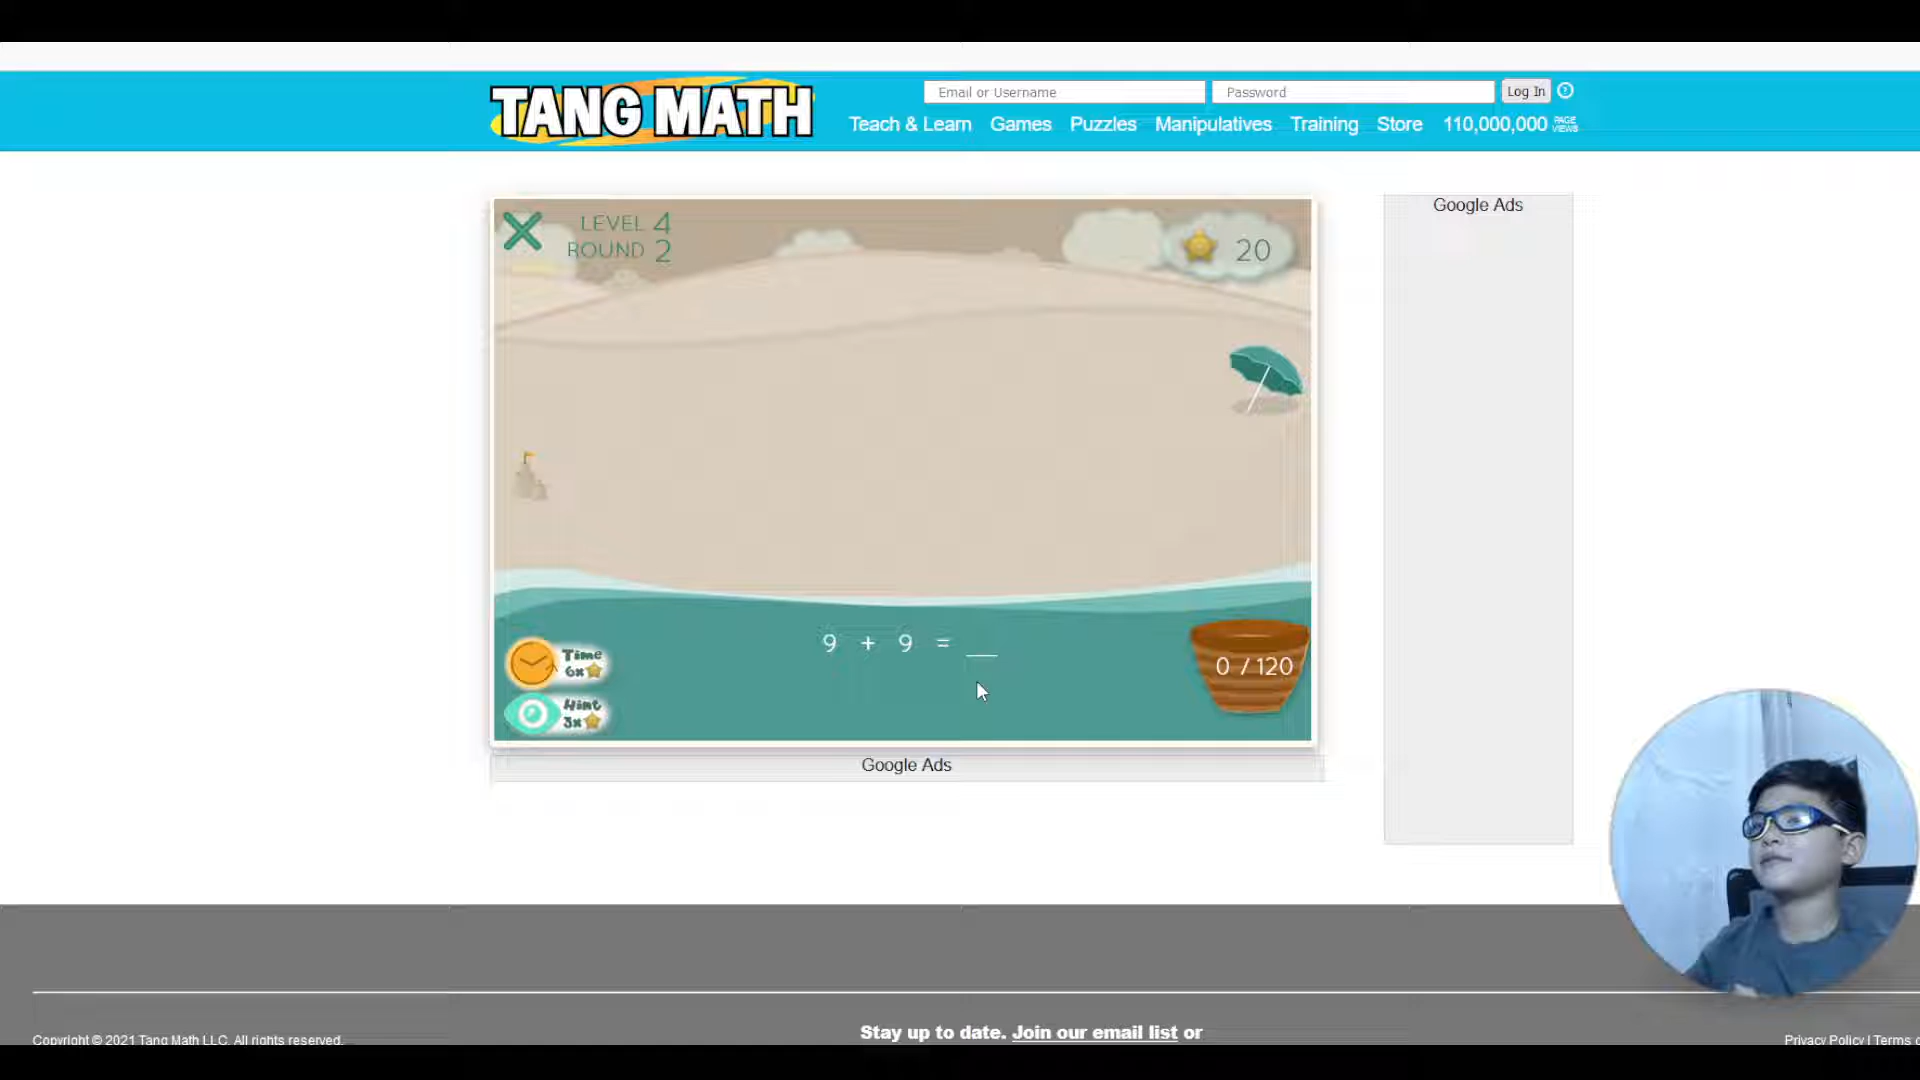 TANG MATH
Email or Username
Password
Log In
?
Teach & Learn
Games
Puzzles
Manipulatives
Training
Store
110,000,000 PAGE VIEWS
LEVEL 4
ROUND 2
20
Google Ads
9 + 9 = __
0 / 120
Time
6x
Hint
3x
Google Ads
Stay up to date. Join our email list or
Copyright © 2021 Tang Math LLC. All rights reserved.
Privacy Policy | Terms